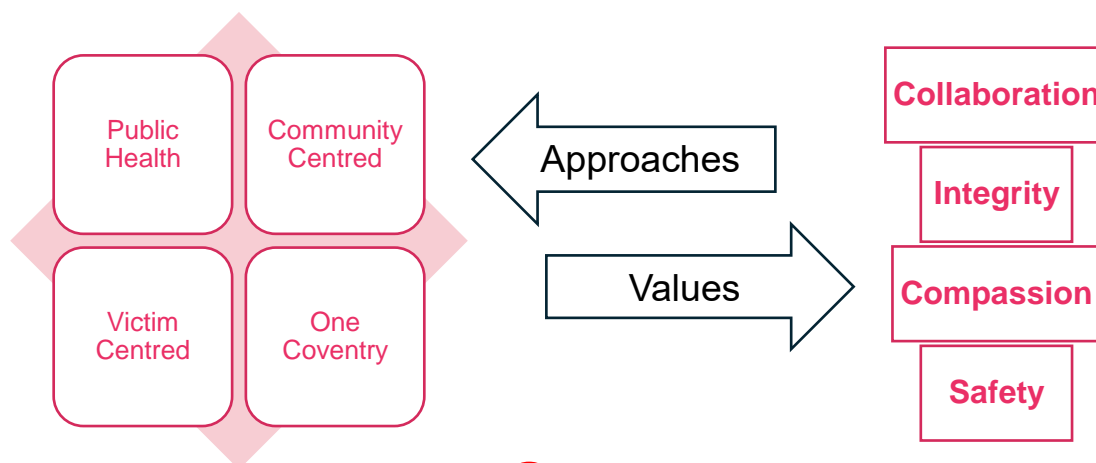 Public
Health
Community
Centred
Victim
Centred
One
Coventry
Approaches
Values
Collaboration
Integrity
Compassion
Safety